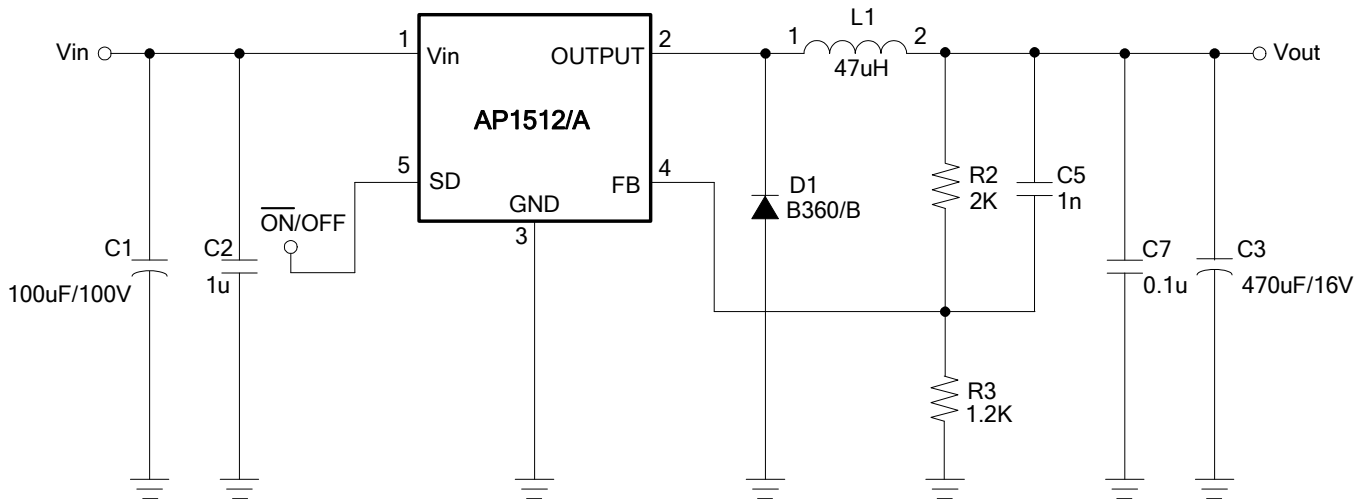 L1
Vin
1
Vin
OUTPUT
2
1
2
47uH
Vout
AP1512/A
5
SD
FB
4
GND
3
ON/OFF
D1
B360/B
R2
2K
C5
1n
C1
100uF/100V
C2
1u
C7
0.1u
C3
470uF/16V
R3
1.2K